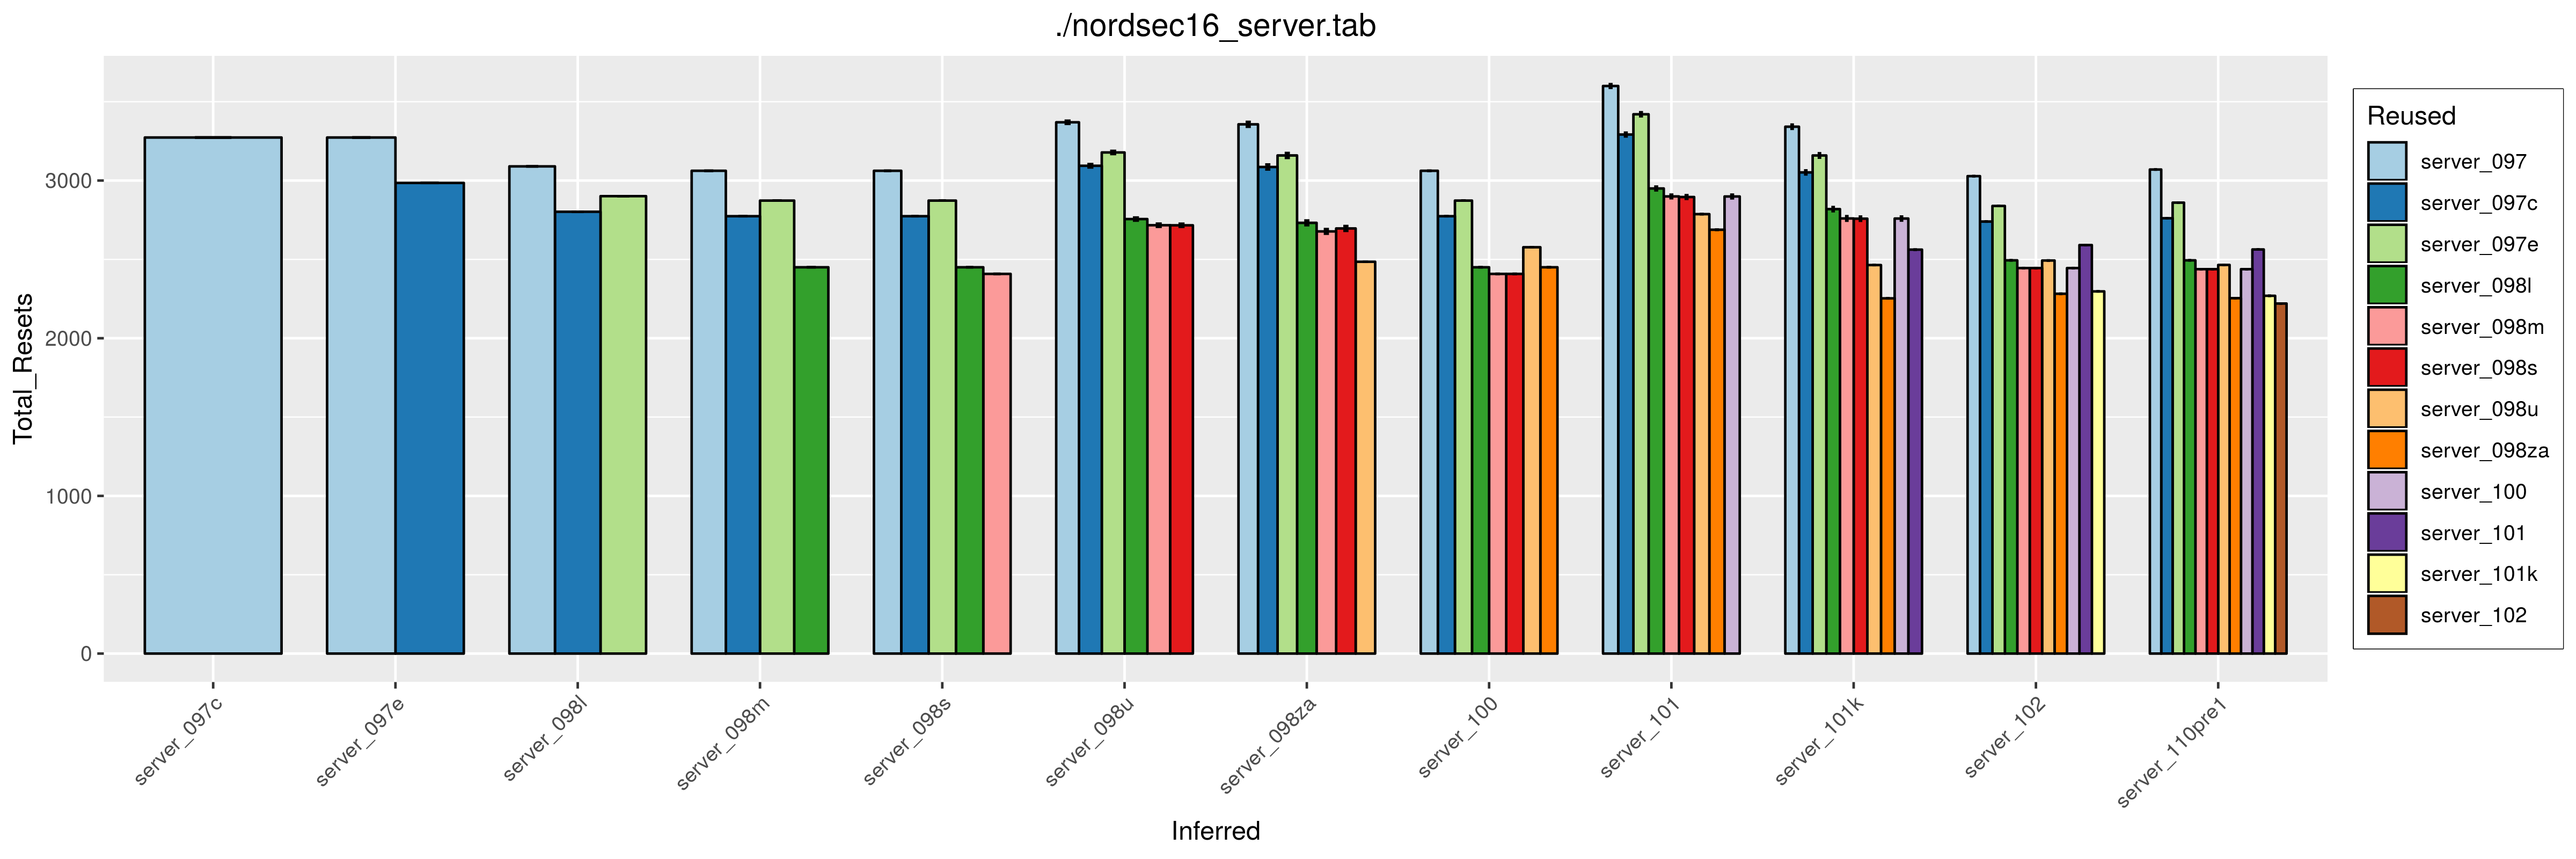 ./nordsec16_server.tab
Total_Resets
3000
2000
1000
0
server_097c
server_097e
server_098l
server_098m
server_098s
server_098u
server_098za
server_100
server_101
server_101k
server_102
server_110pre1
Inferred
Reused
server_097
server_097c
server_097e
server_098l
server_098m
server_098s
server_098u
server_098za
server_100
server_101
server_101k
server_102